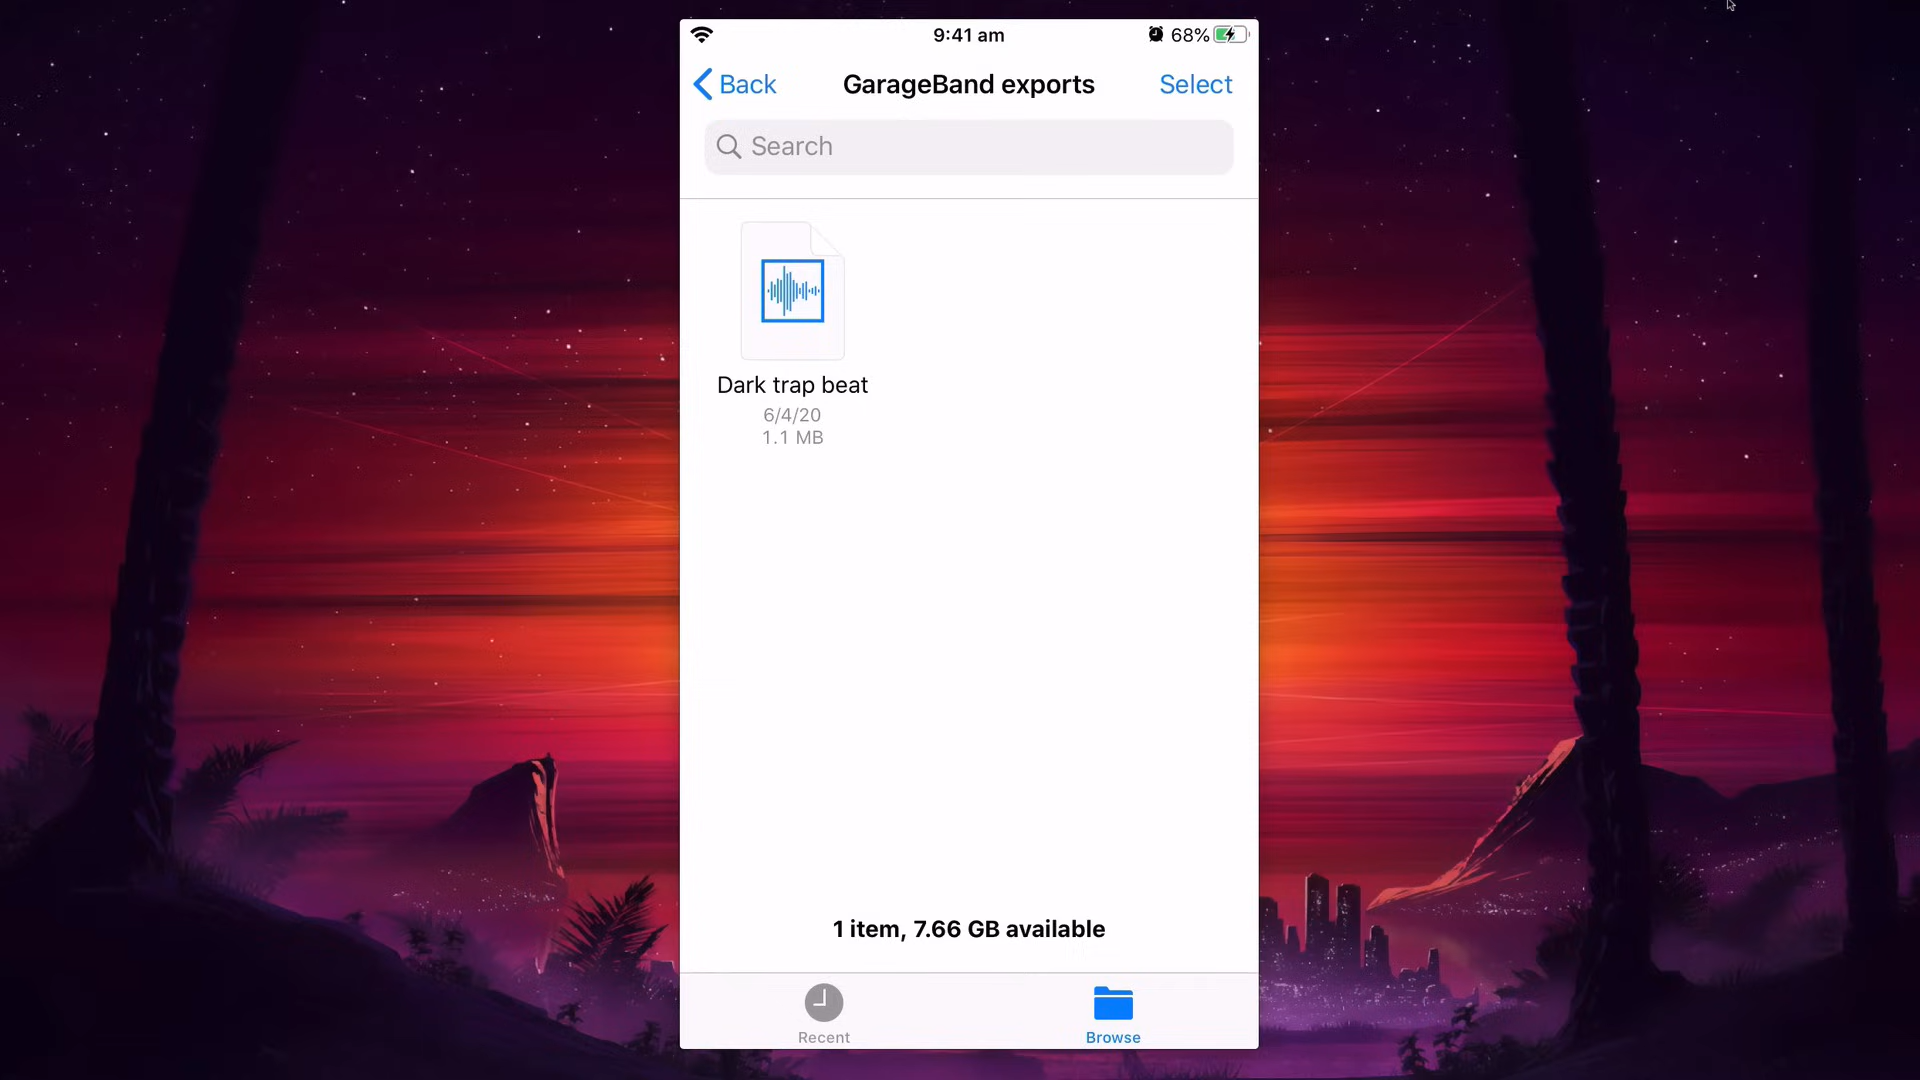 9:41 am
68%
Back
GarageBand exports
Select
Search
Dark trap beat
6/4/20
1.1 MB
1 item, 7.66 GB available
Recent
Browse